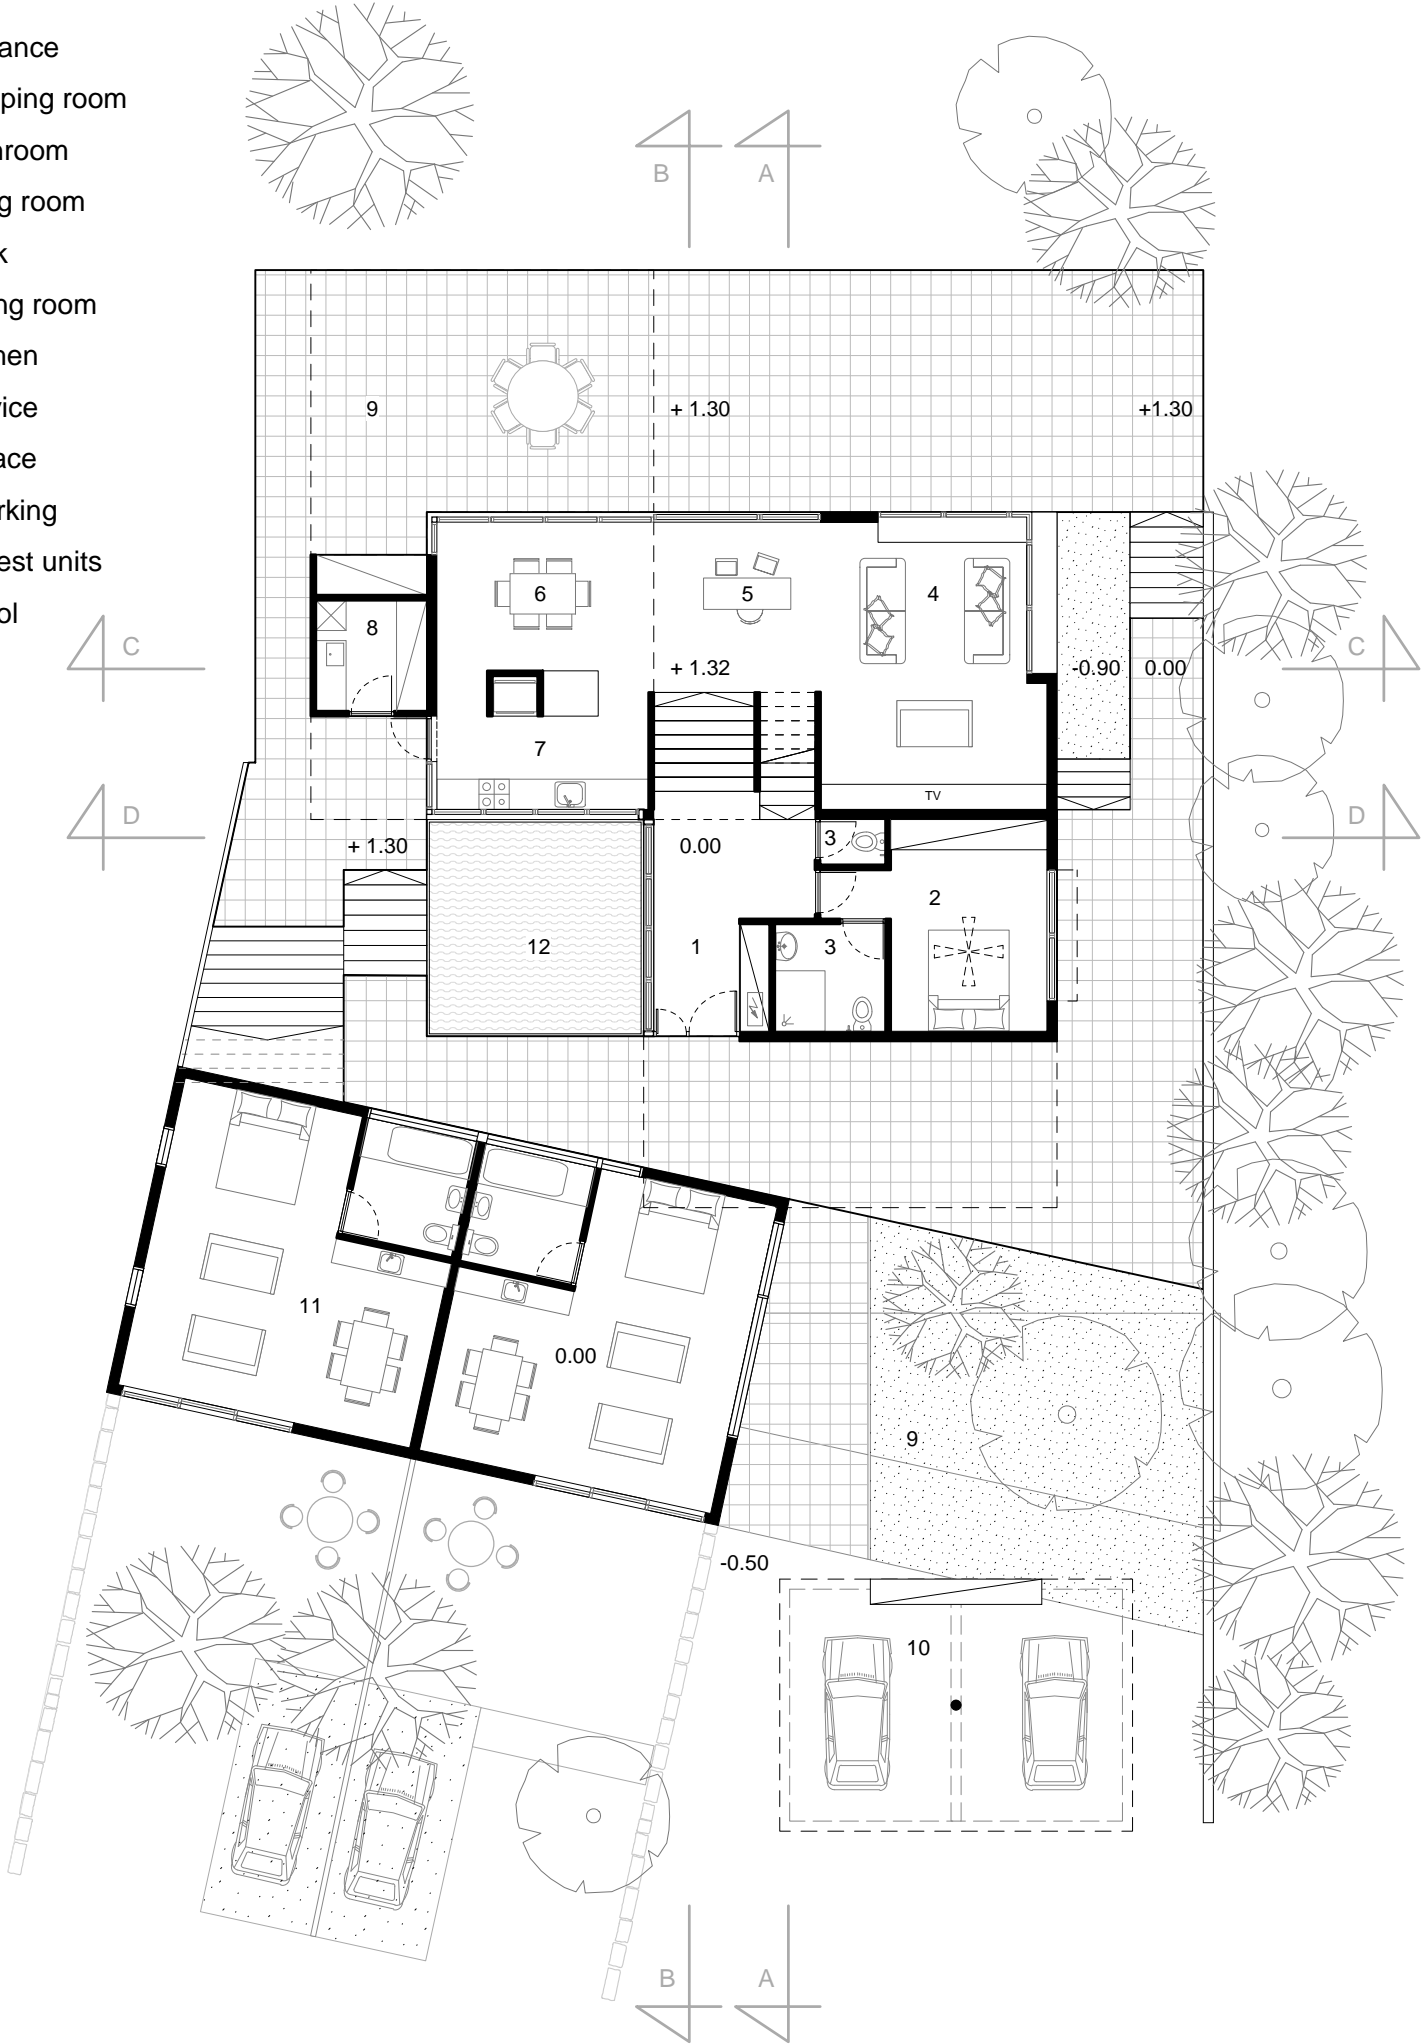 ance
ping room
nroom
g room
k
ng room
hen
vice
ace
rking
est units
ol
B A
9 + 1.30 +1.30
6 5 4
8
C C
+ 1.32 -0.90 0.00
7
TV
D D
3
+ 1.30 0.00
2
12 1 3
11
0.00
9
-0.50
10
B A